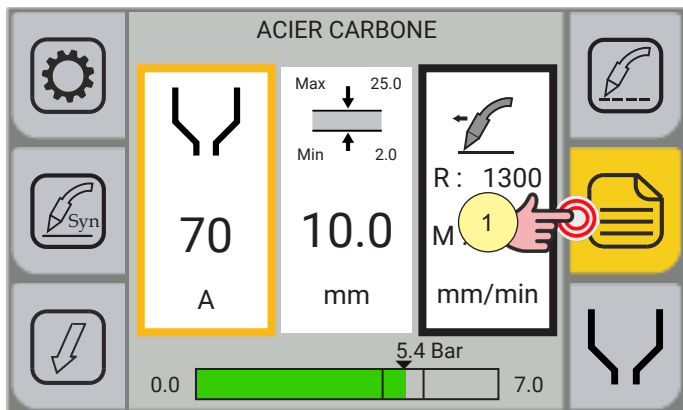 ACIER CARBONE
Max 25.0
Min 2.0
R : 1300
70
10.0
M
1
Syn
A
mm
mm/min
5.4 Bar
0.0
7.0